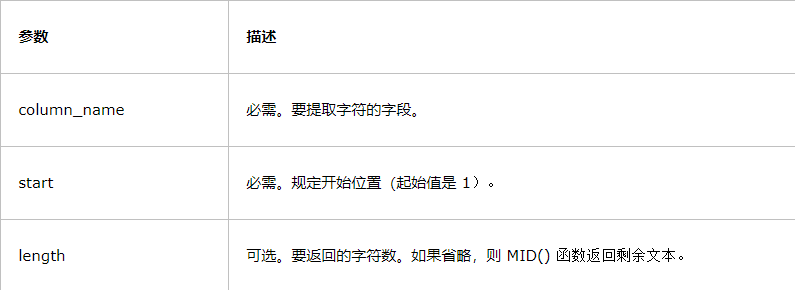 参数 描述
column_name 必需。要提取字符的字段。
start 必需。规定开始位置（起始值是 1）。
length 可选。要返回的字符数。如果省略，则 MID() 函数返回剩余文本。